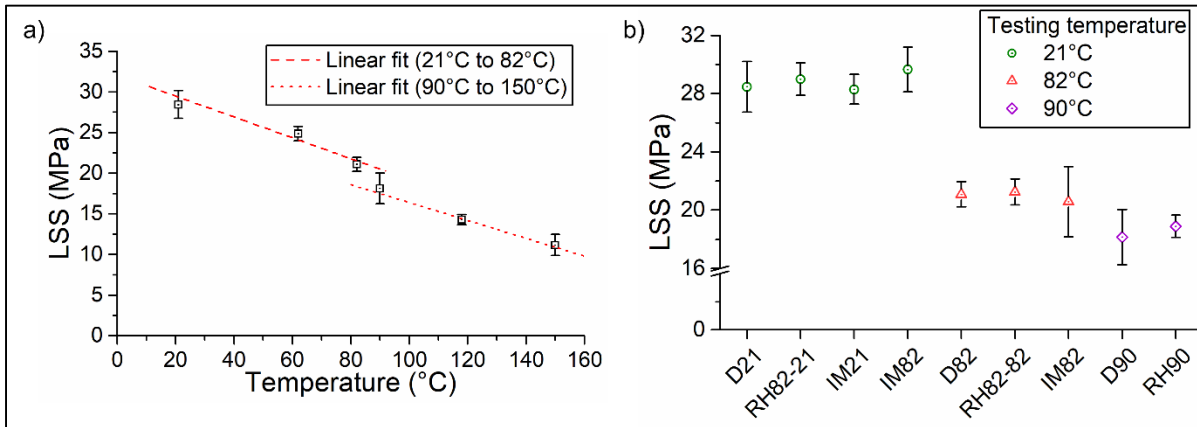 a)
35
30
25
20
15
10
5
0
LSS (MPa)
Linear fit (21°C to 82°C)
Linear fit (90°C to 150°C)
0 20 40 60 80 100 120 140 160
Temperature (°C)
b)
32
28
24
20
16
0
LSS (MPa)
Testing temperature
21°C
82°C
90°C
D21 RH82-21 IM21 IM82 D82 RH82-82 IM82 D90 RH90